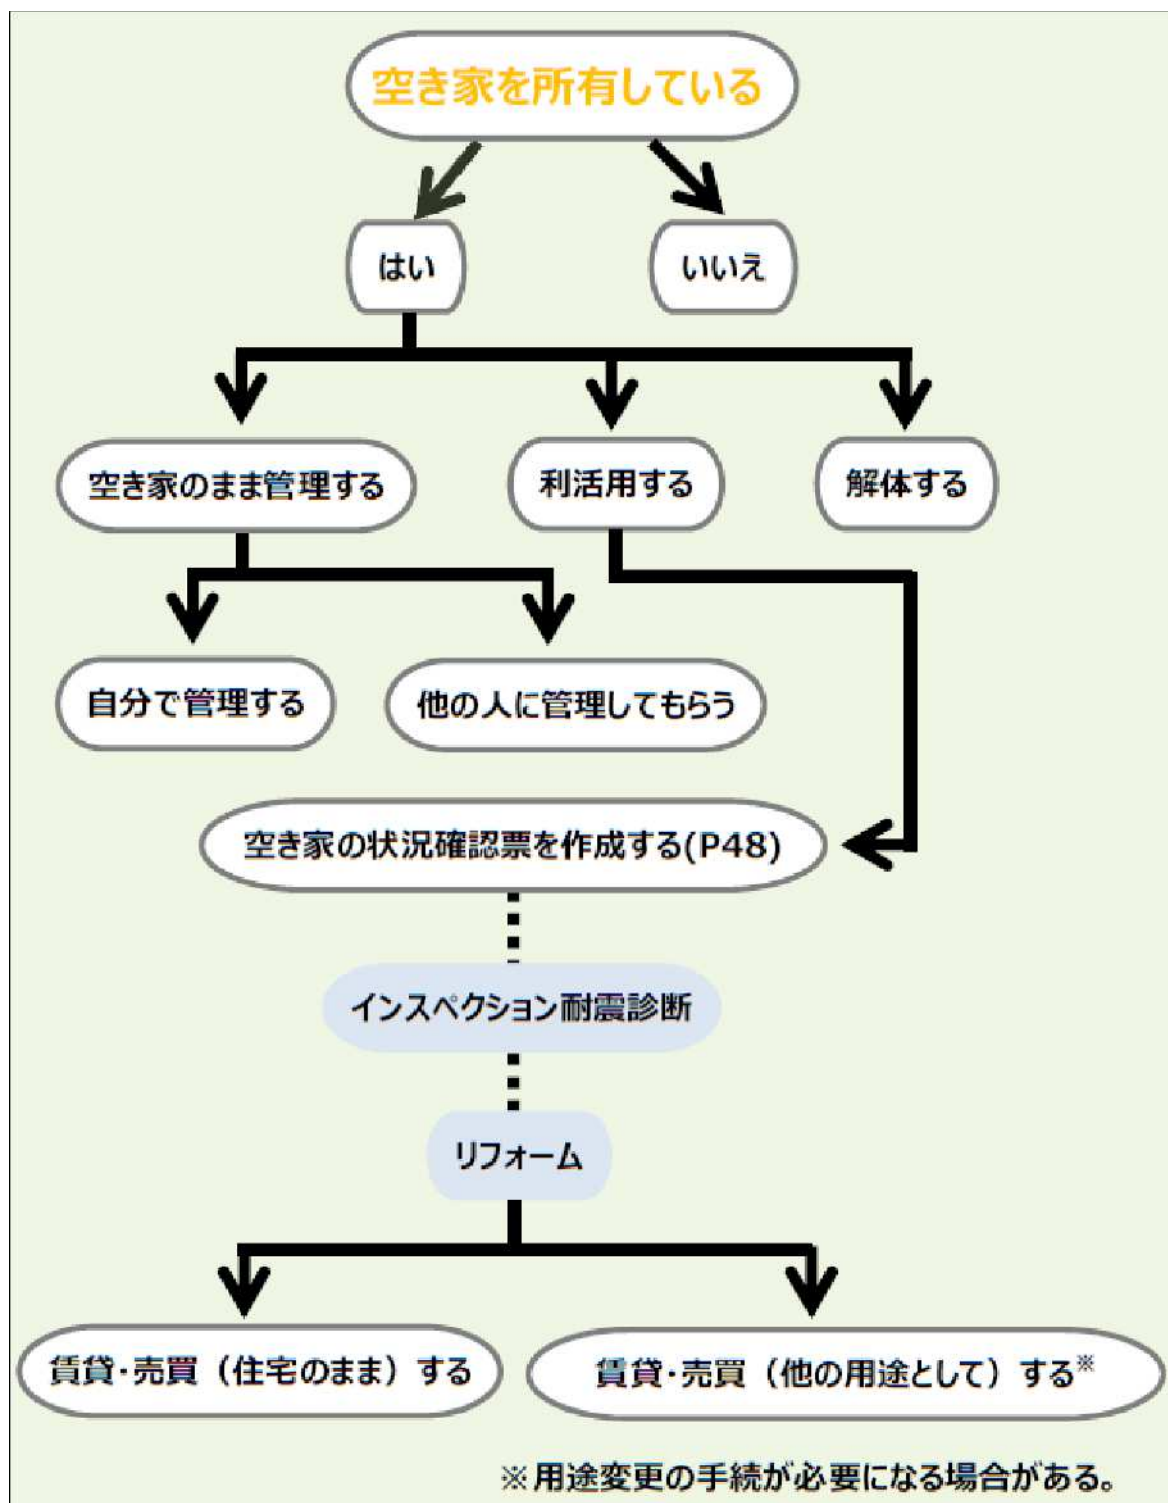 空き家を所有している
はい
いいえ
空き家のまま管理する
利活用する
解体する
自分で管理する
他の人に管理してもらう
空き家の状況確認票を作成する(P48)
インスペクション耐震診断
リフォーム
賃貸・売買（住宅のまま）する
賃貸・売買（他の用途として）する※
※用途変更の手続が必要になる場合がある。